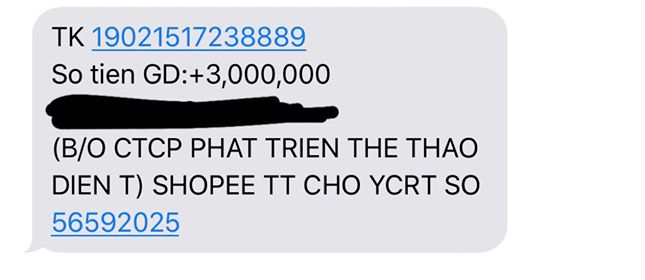 TK 19021517238889
So tien GD:+3,000,000
(B/O CTCP PHAT TRIEN THE THAO
DIEN T) SHOPEE TT CHO YCRT SO
56592025